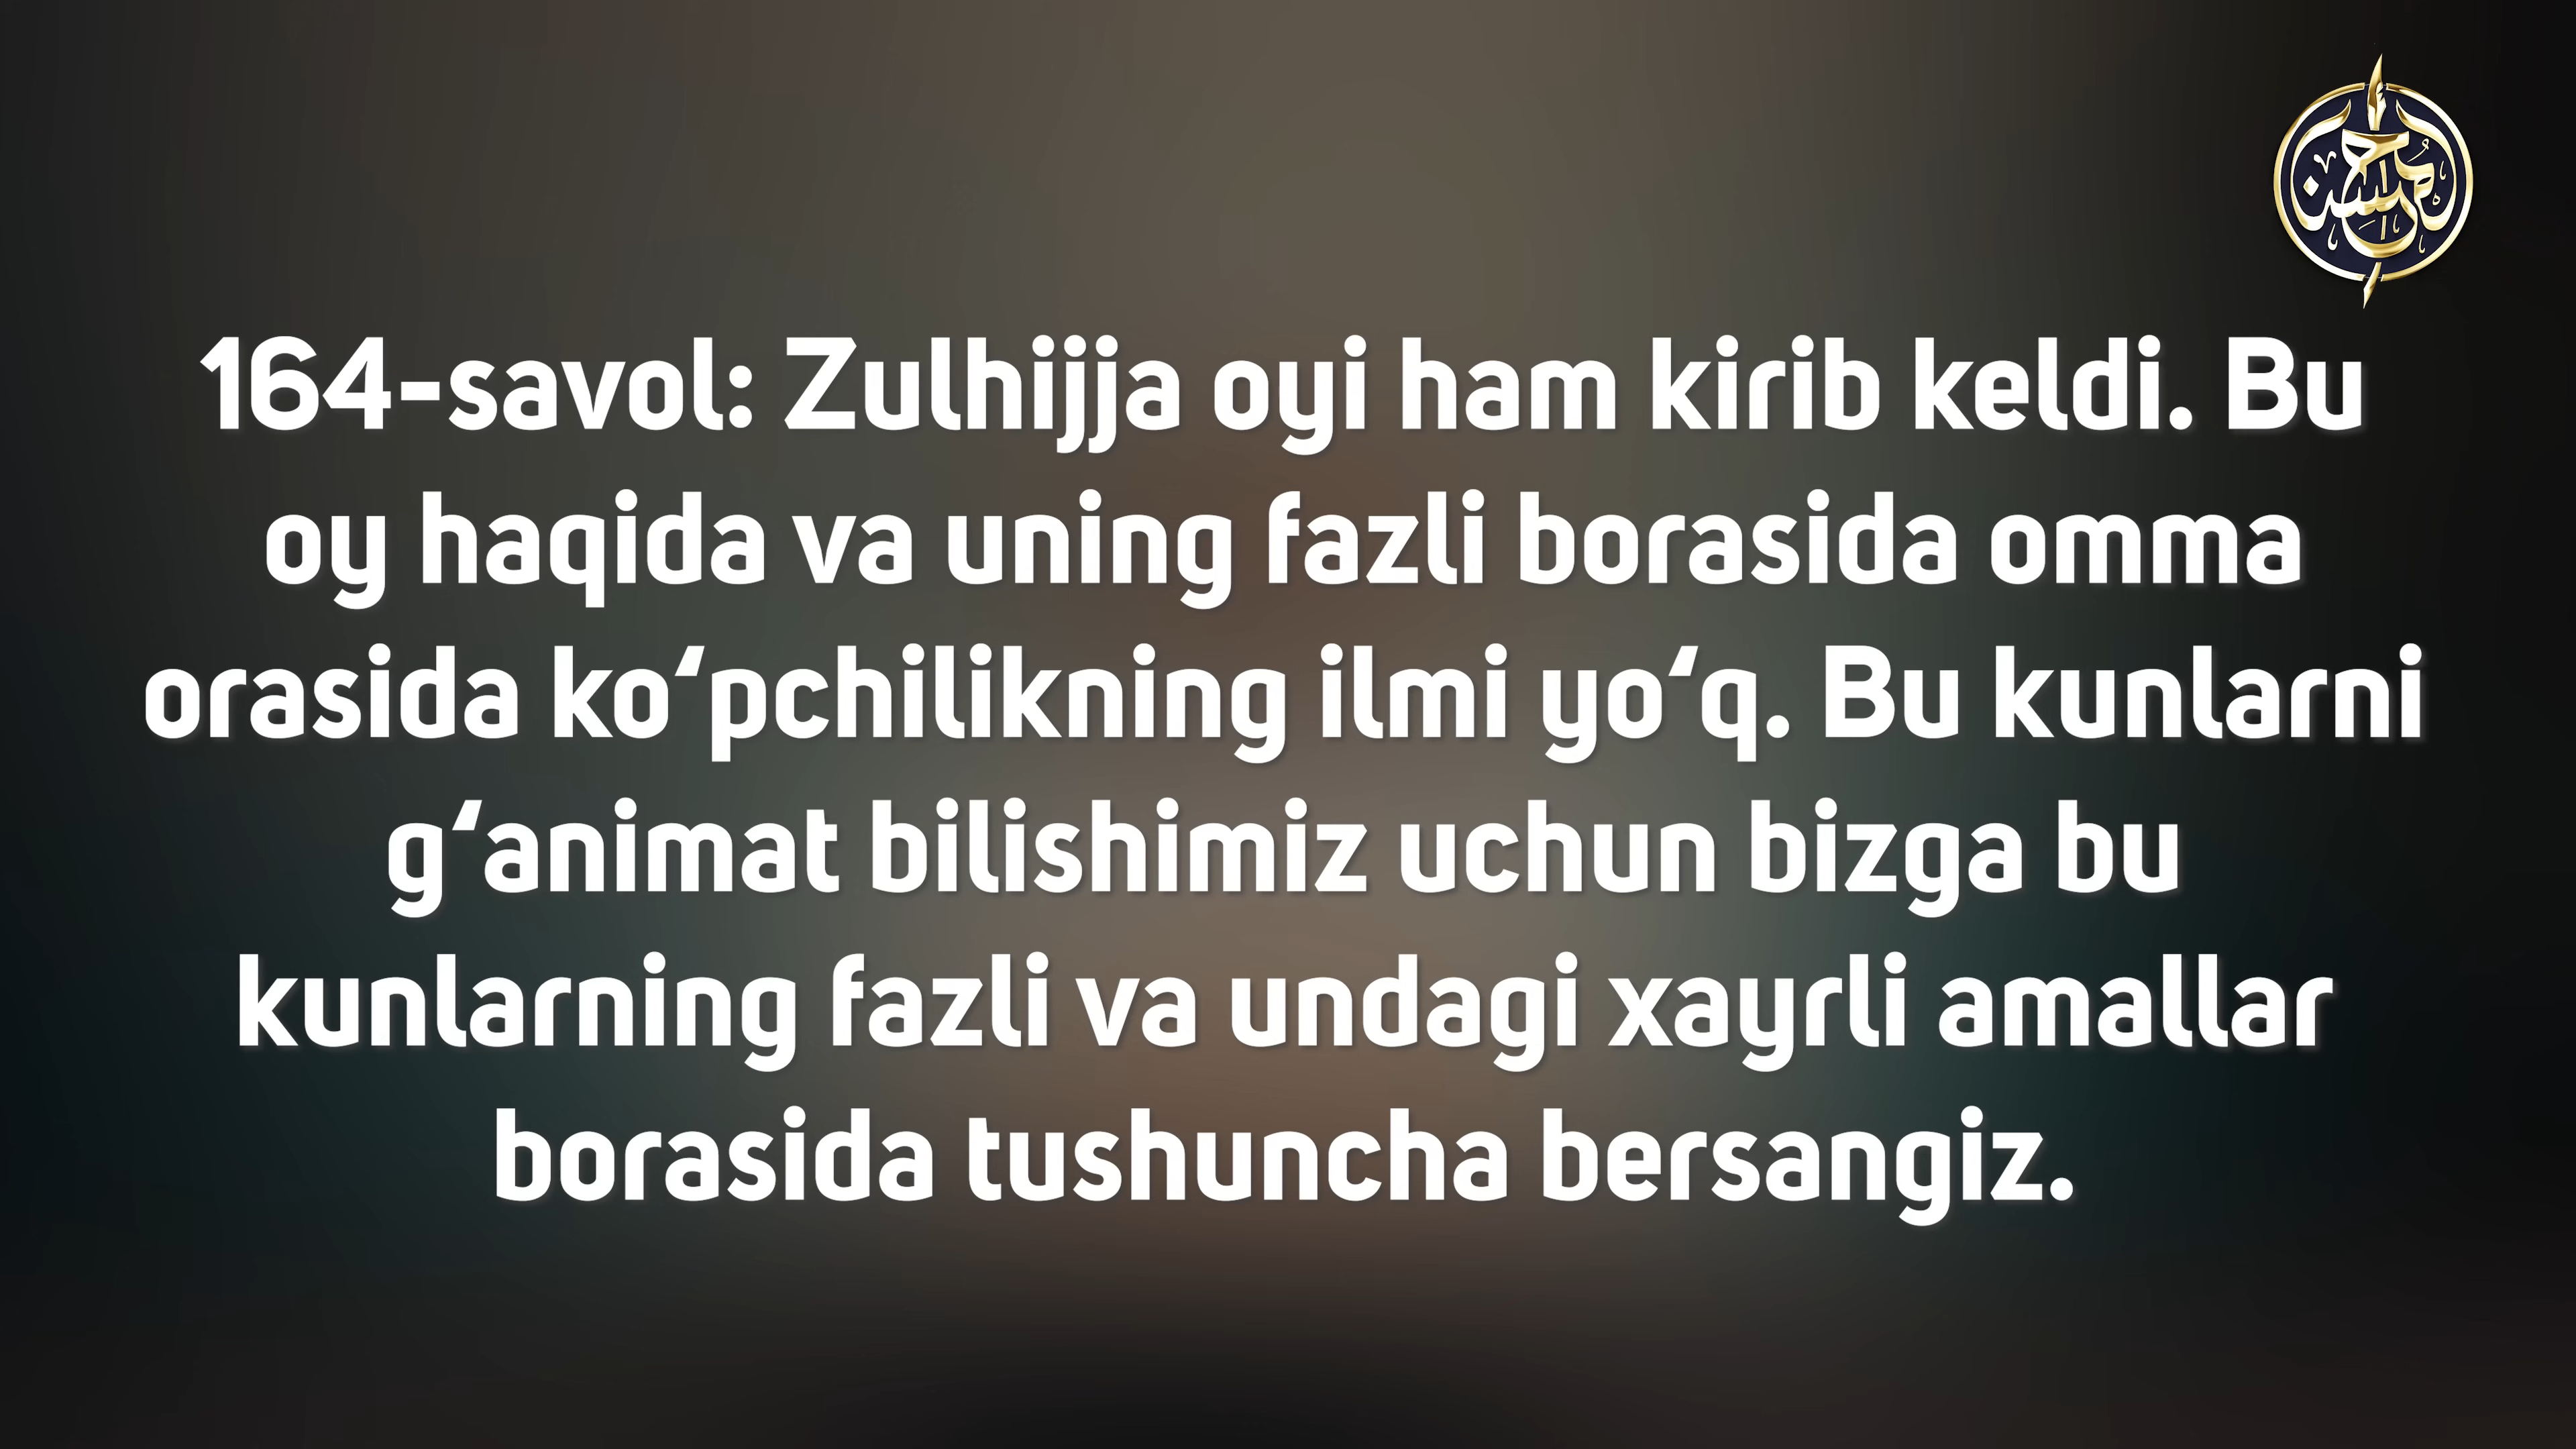 164-savol: Zulhijja oyi ham kirib keldi. Bu
oy haqida va uning fazli borasida omma
orasida ko‘pchilikning ilmi yo‘q. Bu kunlarni
g‘animat bilishimiz uchun bizga bu
kunlarning fazli va undagi xayrli amallar
borasida tushuncha bersangiz.